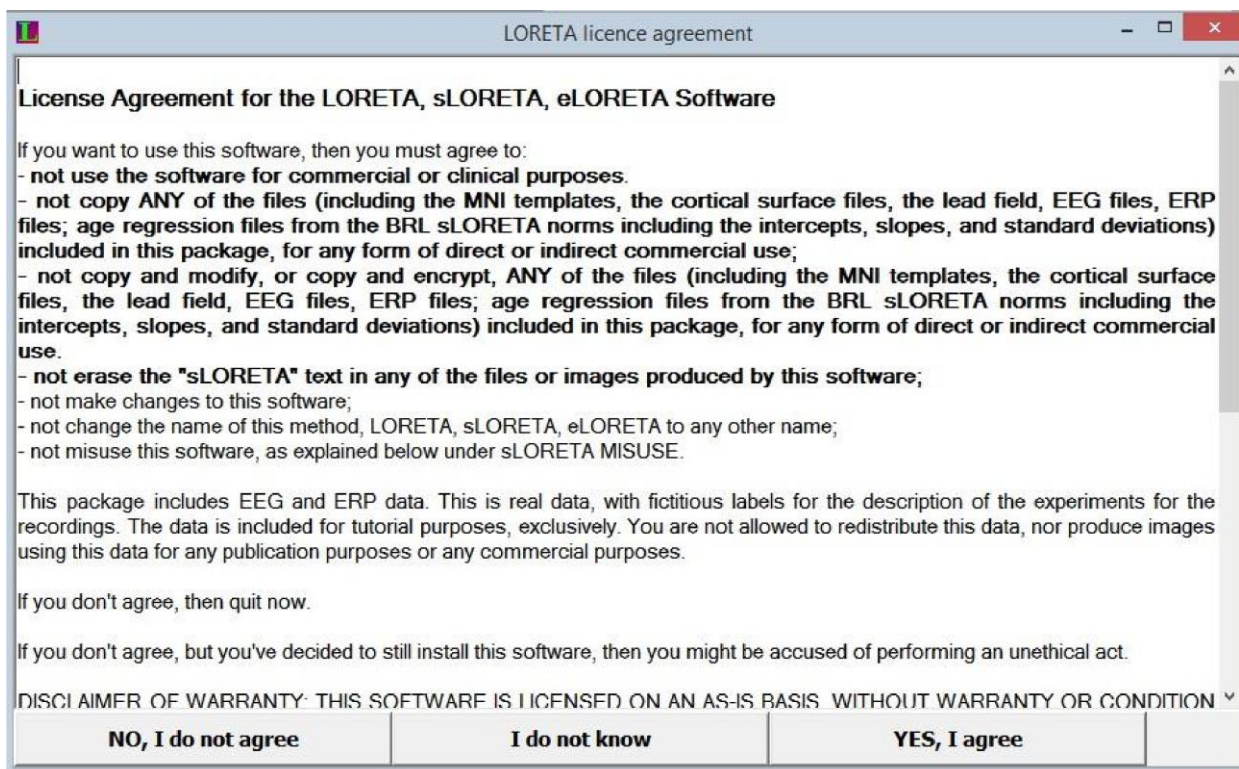 L
LORETA licence agreement
License Agreement for the LORETA, sLORETA, eLORETA Software
If you want to use this software, then you must agree to:
- not use the software for commercial or clinical purposes.
- not copy ANY of the files (including the MNI templates, the cortical surface files, the lead field, EEG files, ERP
files; age regression files from the BRL sLORETA norms including the intercepts, slopes, and standard deviations)
included in this package, for any form of direct or indirect commercial use;
- not copy and modify, or copy and encrypt, ANY of the files (including the MNI templates, the cortical surface
files, the lead field, EEG files, ERP files; age regression files from the BRL sLORETA norms including the
intercepts, slopes, and standard deviations) included in this package, for any form of direct or indirect commercial
use.
- not erase the "sLORETA" text in any of the files or images produced by this software;
- not make changes to this software;
- not change the name of this method, LORETA, sLORETA, eLORETA to any other name;
- not misuse this software, as explained below under sLORETA MISUSE.
This package includes EEG and ERP data. This is real data, with fictitious labels for the description of the experiments for the
recordings. The data is included for tutorial purposes, exclusively. You are not allowed to redistribute this data, nor produce images
using this data for any publication purposes or any commercial purposes.
If you don't agree, then quit now.
If you don't agree, but you've decided to still install this software, then you might be accused of performing an unethical act.
DISCLAIMER OF WARRANTY: THIS SOFTWARE IS LICENSED ON AN AS-IS BASIS, WITHOUT WARRANTY OR CONDITION
NO, I do not agree
I do not know
YES, I agree